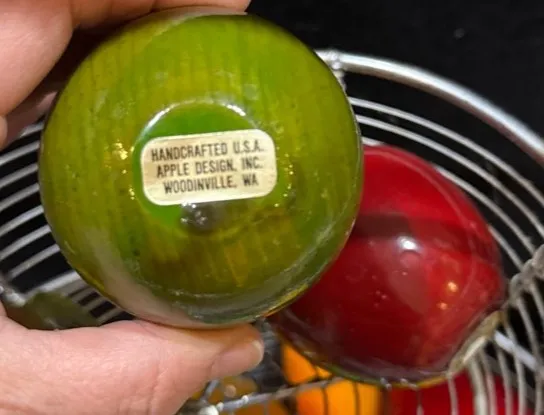 HANDCRAFTED U.S.A.
APPLE DESIGN, INC.
WOODINVILLE, WA